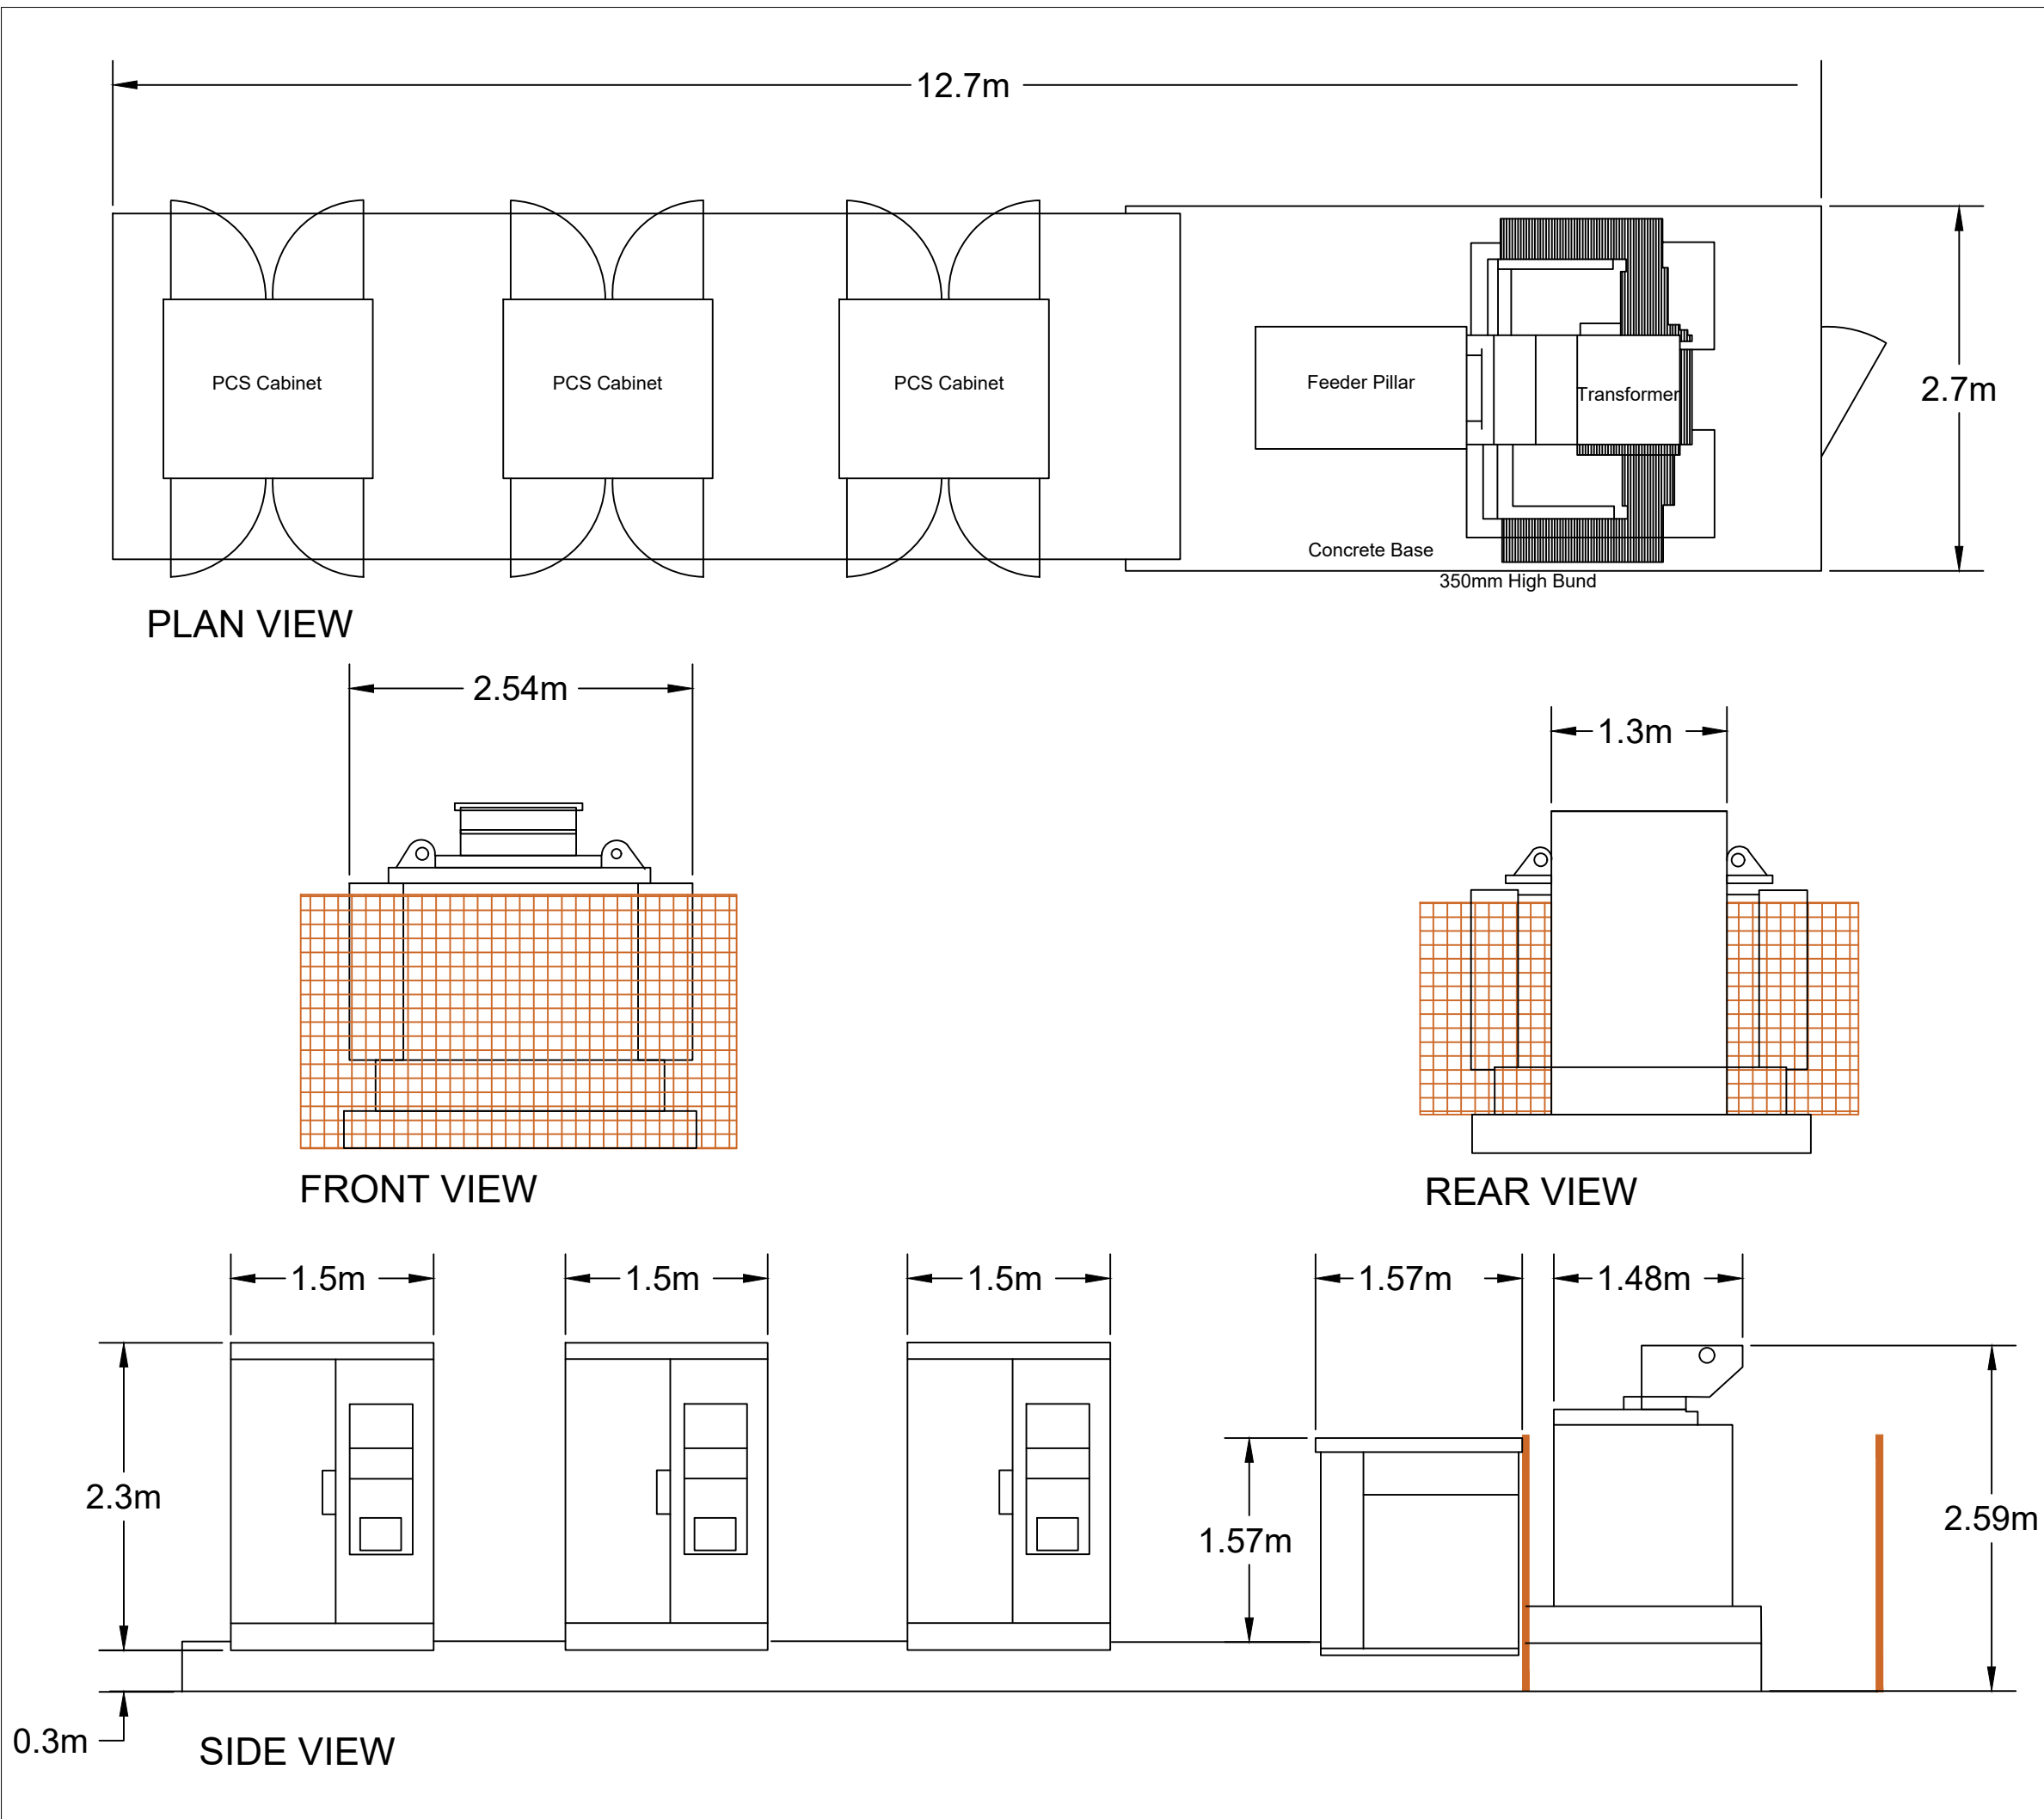 12.7m
PCS Cabinet
PCS Cabinet
PCS Cabinet
Feeder Pillar
Transformer
2.7m
Concrete Base
350mm High Bund
PLAN VIEW
2.54m
1.3m
FRONT VIEW
REAR VIEW
1.5m
1.5m
1.5m
1.57m
1.48m
2.3m
1.57m
2.59m
0.3m
SIDE VIEW